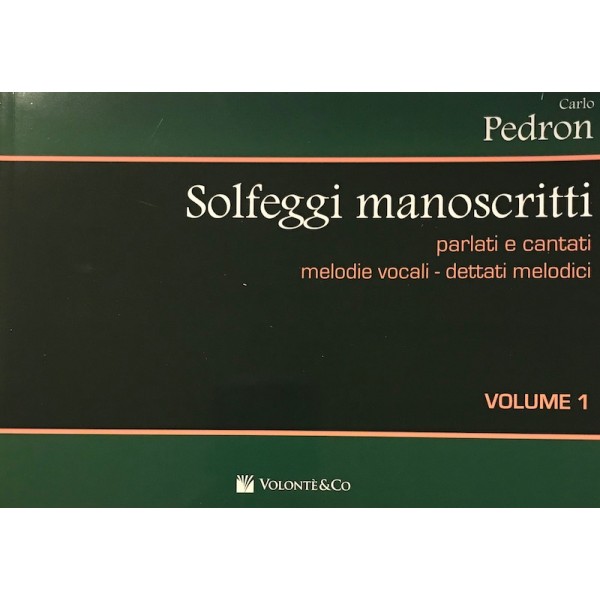 Carlo
Pedron
Solfeggi manoscritti
parlati e cantati
melodie vocali - dettati melodici
VOLUME 1
VOLONTÈ&CO